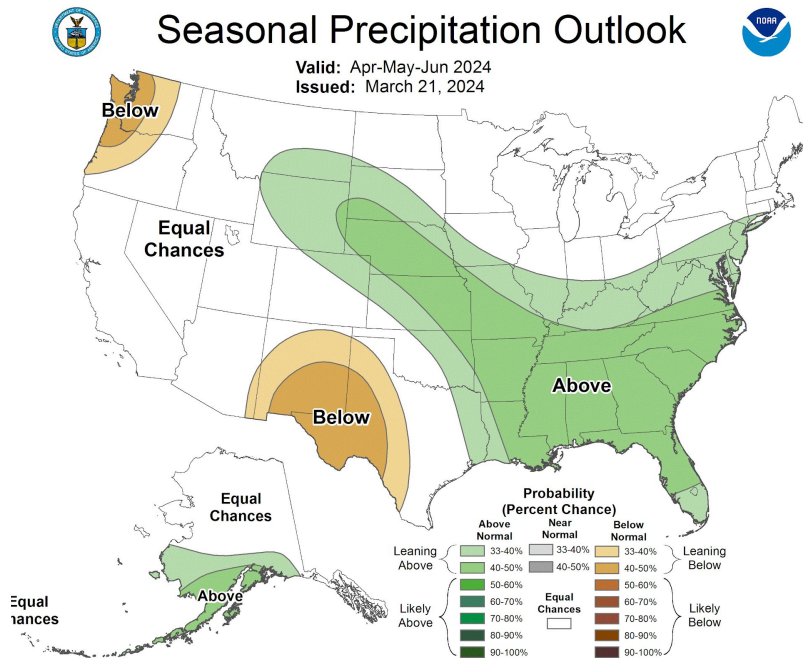 NOAA
Seasonal Precipitation Outlook
Valid: Apr-May-Jun 2024
Issued: March 21, 2024
Below
Equal
Chances
Above
Below
Equal
Chances
Above
Equal
hances
Probability
(Percent Chance)
Above
Normal
Near
Normal
Below
Normal
Leaning
Above
33-40%
33-40%
33-40%
Leaning
Below
40-50%
40-50%
40-50%
Likely
Above
50-60%
60-70%
70-80%
80-90%
90-100%
Equal
Chances
50-60%
60-70%
70-80%
80-90%
90-100%
Likely
Below